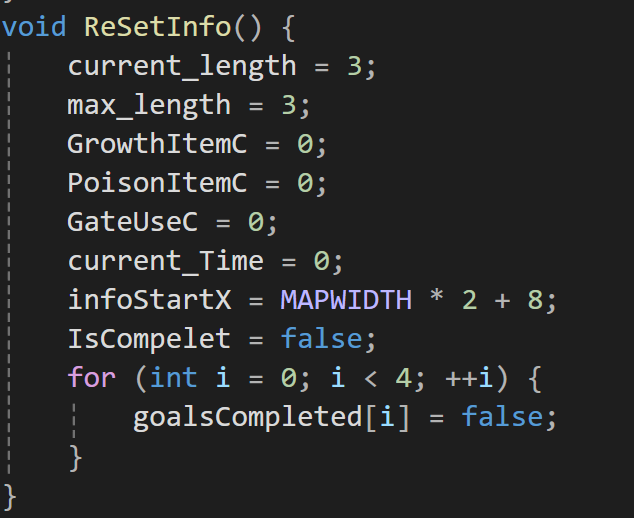 void ReSetInfo() {
    current_length = 3;
    max_length = 3;
    GrowthItemC = 0;
    PoisonItemC = 0;
    GateUseC = 0;
    current_Time = 0;
    infoStartX = MAPWIDTH * 2 + 8;
    IsCompelet = false;
    for (int i = 0; i < 4; ++i) {
        goalsCompleted[i] = false;
    }
}